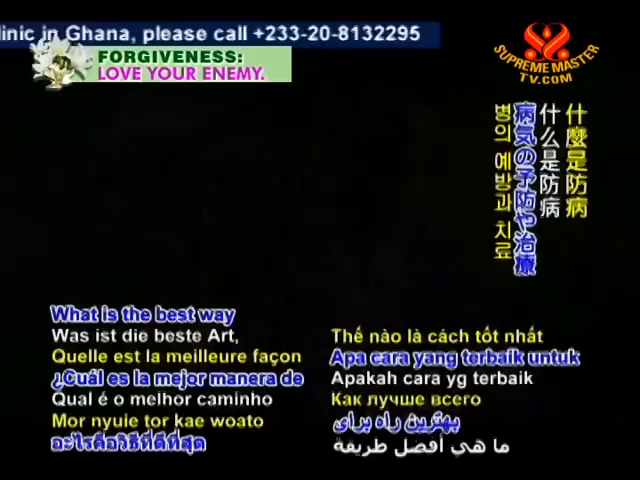 linic in Ghana, please call +233-20-8132295
FORGIVENESS:
LOVE YOUR ENEMY.
SUPREME MASTER
TV.COM
什麼是防病
什么是防病
病気の予防や治療
병의 예방과 치료
What is the best way
Was ist die beste Art,
Quelle est la meilleure façon
¿Cuál es la mejor manera de
Qual é o melhor caminho
Mor nyuie tor kae woato
อะไรคือวิธีที่ดีที่สุด
Thế nào là cách tốt nhất
Apa cara yang terbaik untuk
Apakah cara yg terbaik
Как лучше всего
بهترین راه برای
ما هي أفضل طريقة